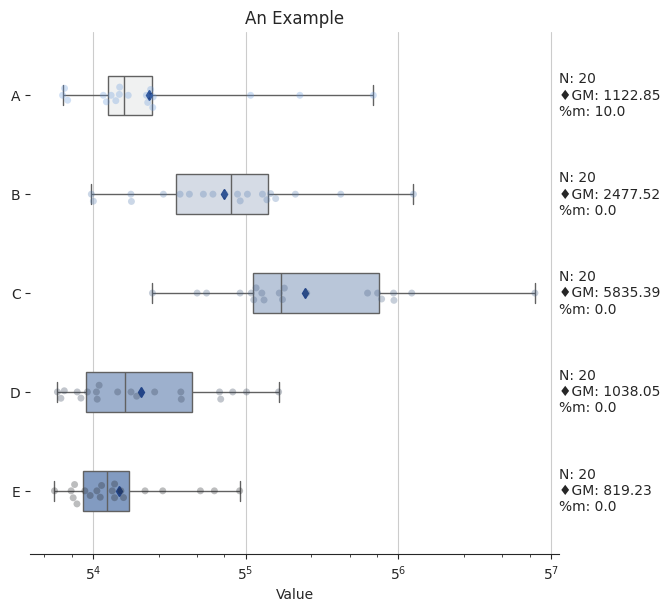 An Example
A
N: 20
♦GM: 1122.85
%m: 10.0
B
N: 20
♦GM: 2477.52
%m: 0.0
C
N: 20
♦GM: 5835.39
%m: 0.0
D
N: 20
♦GM: 1038.05
%m: 0.0
E
N: 20
♦GM: 819.23
%m: 0.0
5⁴ 5⁵ 5⁶ 5⁷
Value